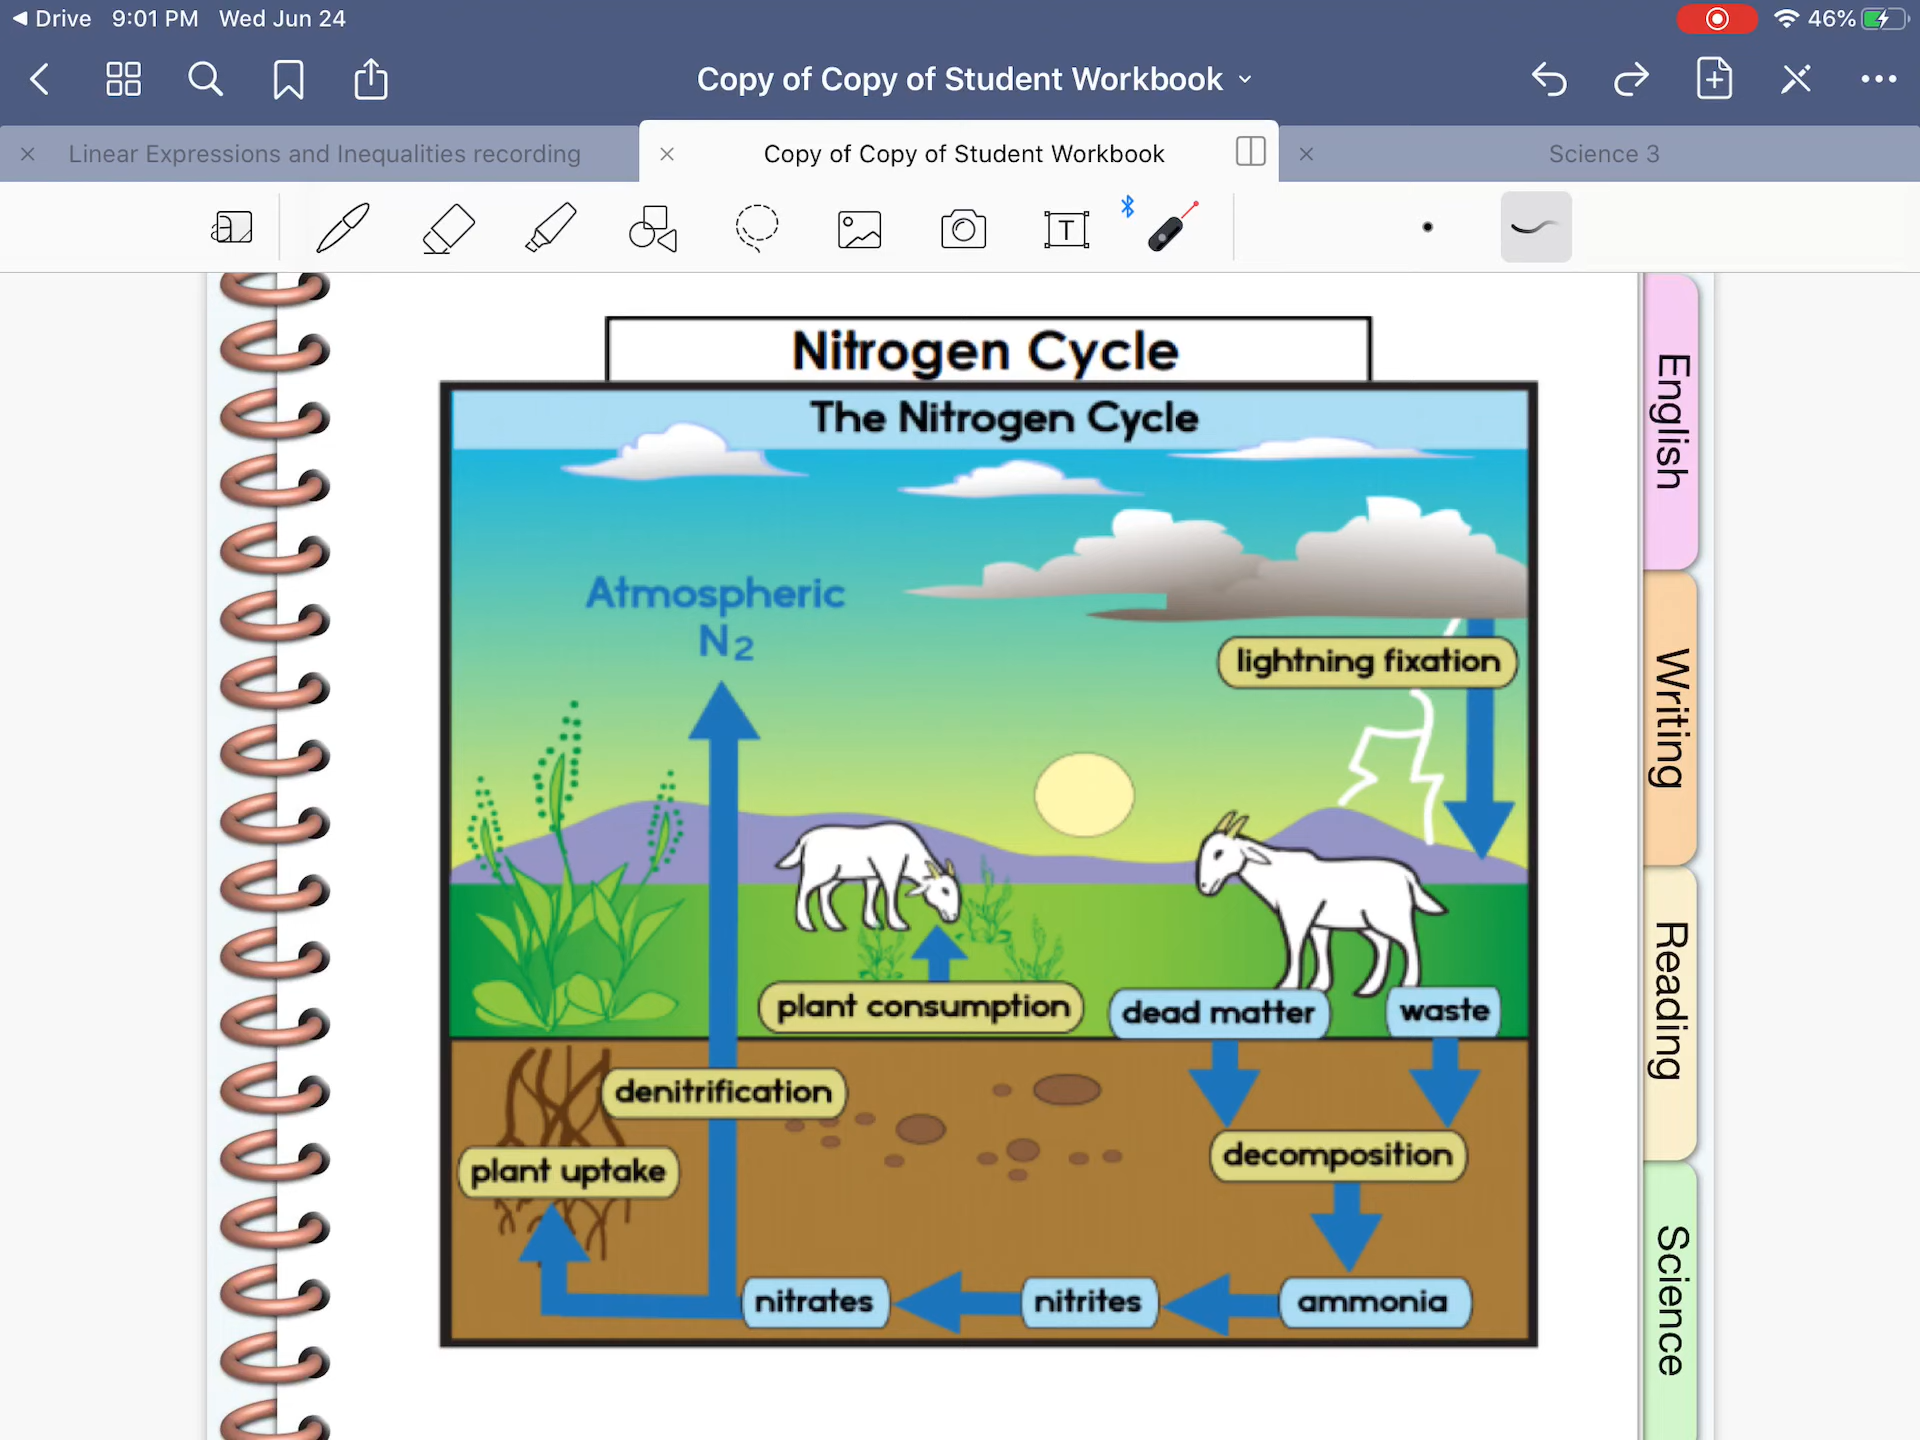 Drive 9:01 PM Wed Jun 24 46%
Copy of Copy of Student Workbook
Linear Expressions and Inequalities recording
Copy of Copy of Student Workbook
Science 3
T
Nitrogen Cycle
The Nitrogen Cycle
Atmospheric
N2
lightning fixation
plant consumption
dead matter
waste
denitrification
decomposition
plant uptake
nitrates
nitrites
ammonia
English
Writing
Reading
Science